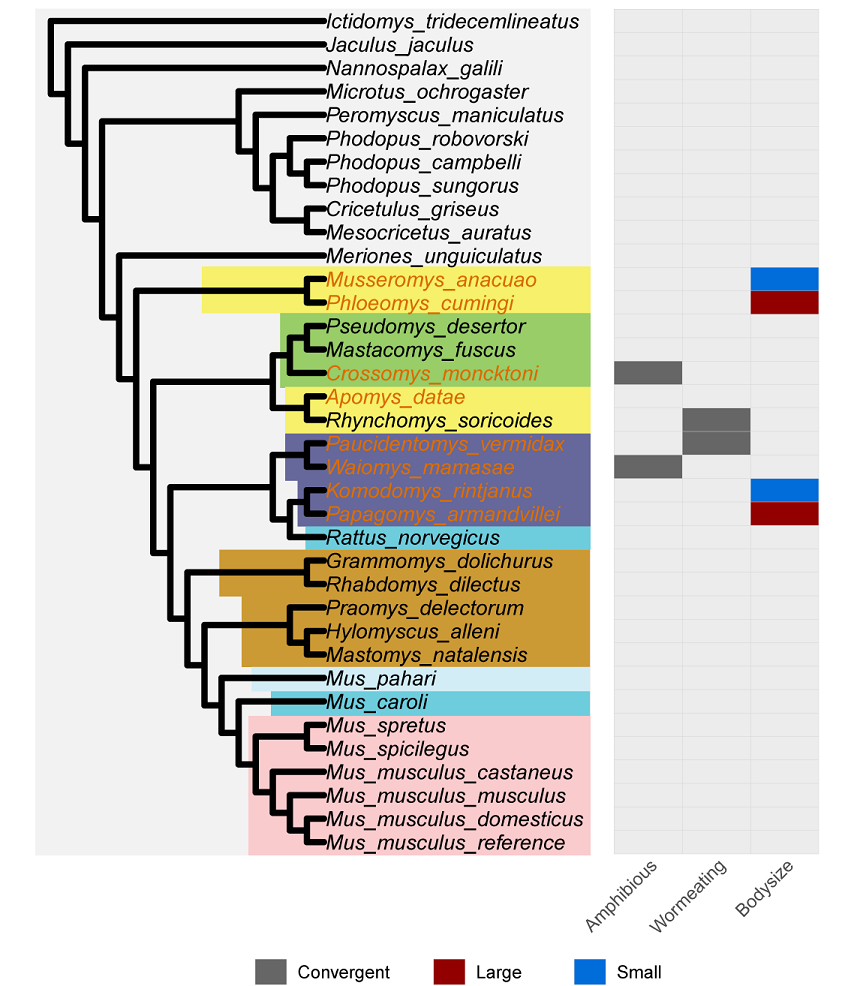 Ictidomys_tridecemlineatus
Jaculus_jaculus
Nannospalax_galili
Microtus_ochrogaster
Peromyscus_maniculatus
Phodopus_robovorski
Phodopus_campbelli
Phodopus_sungorus
Cricetulus_griseus
Mesocricetus_auratus
Meriones_unguiculatus
Musseromys_anacuao
Phloeomys_cumingi
Pseudomys_desertor
Mastacomys_fuscus
Crossomys_moncktoni
Apomys_datae
Rhynchomys_soricoides
Paucidentomys_vermidax
Waiomys_mamasae
Komodomys_rintjanus
Papagomys_armandvillei
Rattus_norvegicus
Grammomys_dolichurus
Rhabdomys_dilectus
Praomys_delectorum
Hylomyscus_alleni
Mastomys_natalensis
Mus_pahari
Mus_caroli
Mus_spretus
Mus_spicilegus
Mus_musculus_castaneus
Mus_musculus_musculus
Mus_musculus_domesticus
Mus_musculus_reference
Amphibious
Wormeating
Bodysize
Convergent
Large
Small